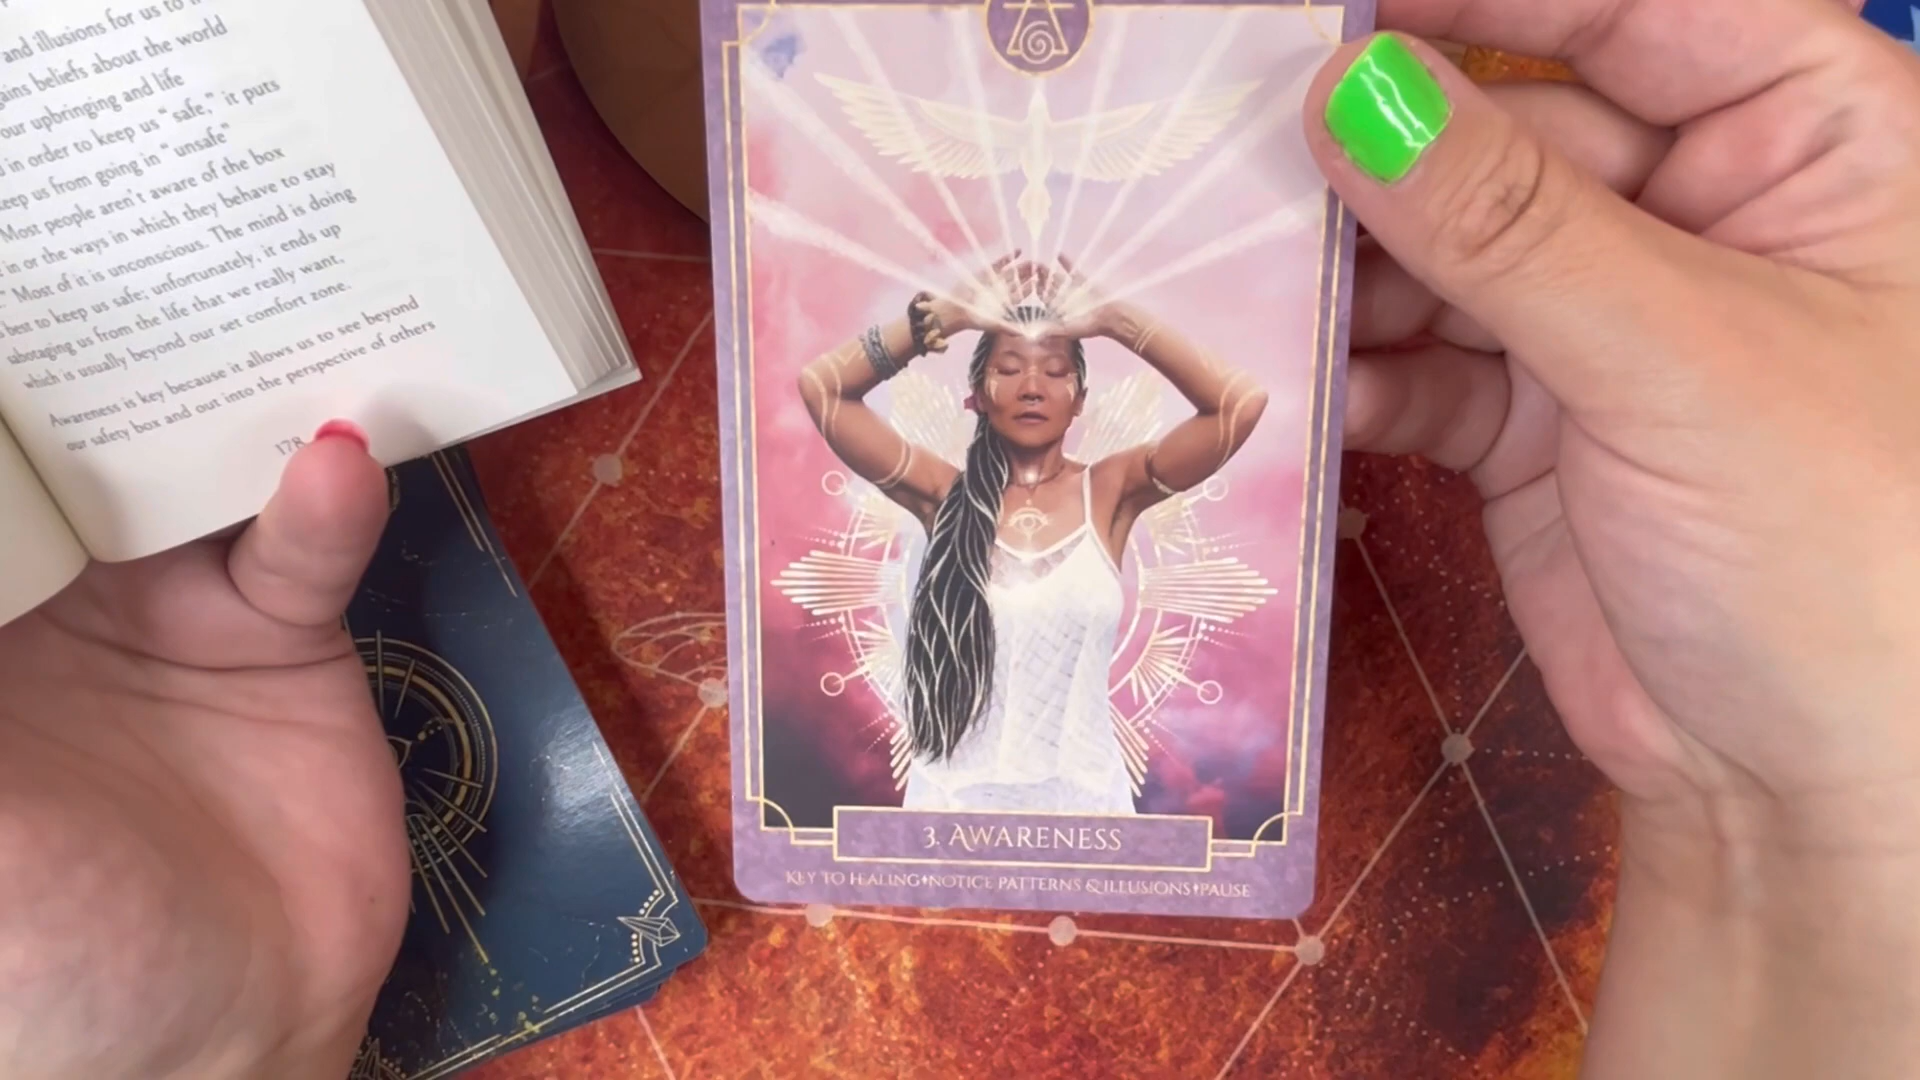 and illusions for us to
beliefs about the world
our upbringing and life
in order to keep us "safe," it puts
keep us from going in "unsafe"
Most people aren't aware of the box
in or the ways in which they behave to stay
." Most of it is unconscious. The mind is doing
best to keep us safe; unfortunately, it ends up
us from the life that we really want,
which is usually beyond our set comfort zone.
Awareness is key because it allows us to see beyond
our safety box and out into the perspective of others
178
3. AWARENESS
KEY TO HEALING♦NOTICE PATTERNS & ILLUSIONS♦PAUSE